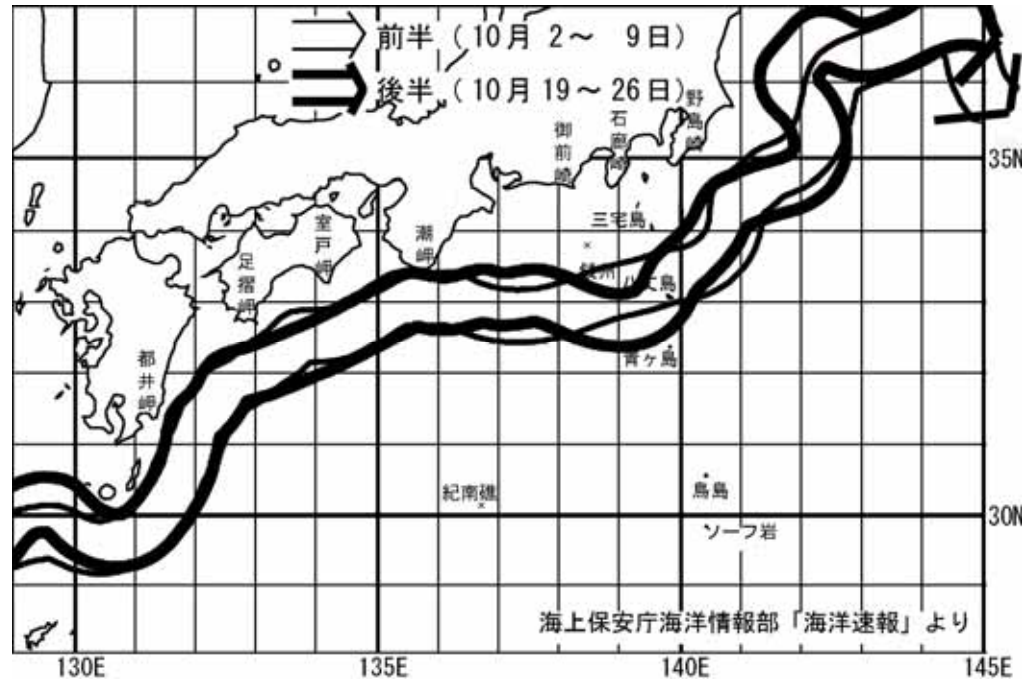 前半（10月 2～ 9日）
後半（10月 19～26日）
野島崎
石廊崎
御前崎
35N
室戸岬
潮岬
三宅島
足摺岬
銭州
八丈島
青ヶ島
都井岬
紀南礁
鳥島
30N
ソーフ岩
海上保安庁海洋情報部「海洋速報」より
130E
135E
140E
145E